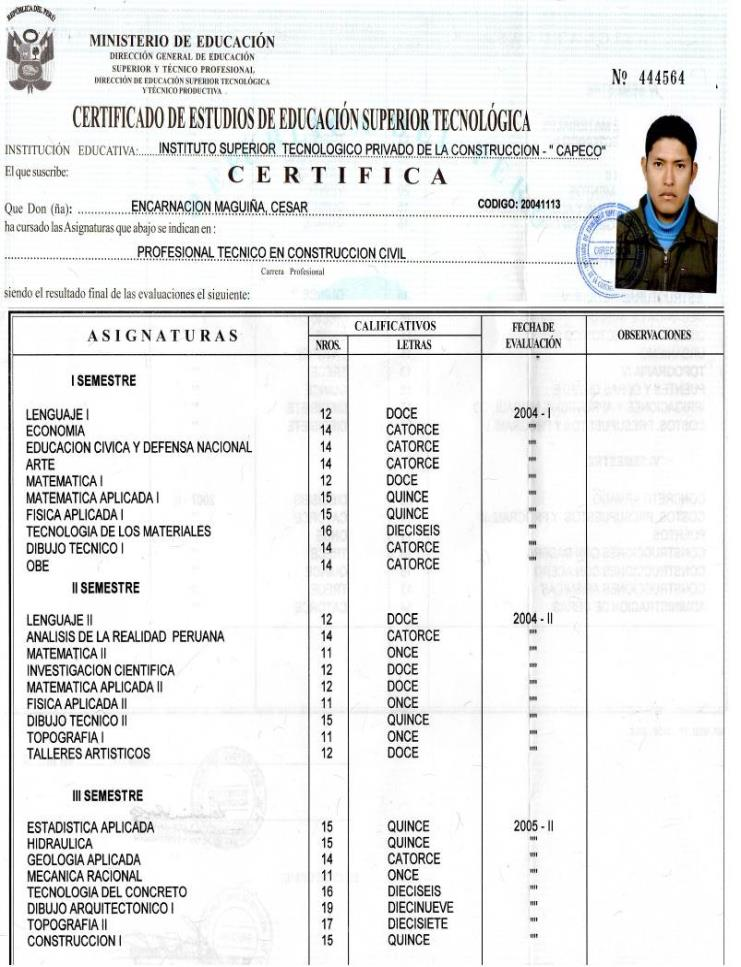 REPÚBLICA DEL PERÚ
MINISTERIO DE EDUCACIÓN
DIRECCIÓN GENERAL DE EDUCACIÓN
SUPERIOR Y TÉCNICO PROFESIONAL
DIRECCIÓN DE EDUCACIÓN SUPERIOR TECNOLÓGICA
Y TÉCNICO PRODUCTIVA
Nº 444564
CERTIFICADO DE ESTUDIOS DE EDUCACIÓN SUPERIOR TECNOLÓGICA
INSTITUCIÓN EDUCATIVA: INSTITUTO SUPERIOR TECNOLOGICO PRIVADO DE LA CONSTRUCCION - " CAPECO"
El que suscribe:
CERTIFICA
Que Don (ña): ENCARNACION MAGUIÑA, CESAR CODIGO: 20041113
ha cursado las Asignaturas que abajo se indican en :
PROFESIONAL TECNICO EN CONSTRUCCION CIVIL
Carrera Profesional
siendo el resultado final de las evaluaciones el siguiente:
ASIGNATURAS CALIFICATIVOS FECHA DE EVALUACIÓN OBSERVACIONES
NROS. LETRAS
I SEMESTRE
LENGUAJE I 12 DOCE 2004 - I
ECONOMIA 14 CATORCE ""
EDUCACION CIVICA Y DEFENSA NACIONAL 14 CATORCE ""
ARTE 14 CATORCE ""
MATEMATICA I 12 DOCE ""
MATEMATICA APLICADA I 15 QUINCE ""
FISICA APLICADA I 15 QUINCE ""
TECNOLOGIA DE LOS MATERIALES 16 DIECISEIS ""
DIBUJO TECNICO I 14 CATORCE ""
OBE 14 CATORCE ""
II SEMESTRE
LENGUAJE II 12 DOCE 2004 - II
ANALISIS DE LA REALIDAD PERUANA 14 CATORCE ""
MATEMATICA II 11 ONCE ""
INVESTIGACION CIENTIFICA 12 DOCE ""
MATEMATICA APLICADA II 12 DOCE ""
FISICA APLICADA II 11 ONCE ""
DIBUJO TECNICO II 15 QUINCE ""
TOPOGRAFIA I 11 ONCE ""
TALLERES ARTISTICOS 12 DOCE ""
III SEMESTRE
ESTADISTICA APLICADA 15 QUINCE 2005 - II
HIDRAULICA 15 QUINCE ""
GEOLOGIA APLICADA 14 CATORCE ""
MECANICA RACIONAL 11 ONCE ""
TECNOLOGIA DEL CONCRETO 16 DIECISEIS ""
DIBUJO ARQUITECTONICO I 19 DIECINUEVE ""
TOPOGRAFIA II 17 DIECISIETE ""
CONSTRUCCION I 15 QUINCE ""